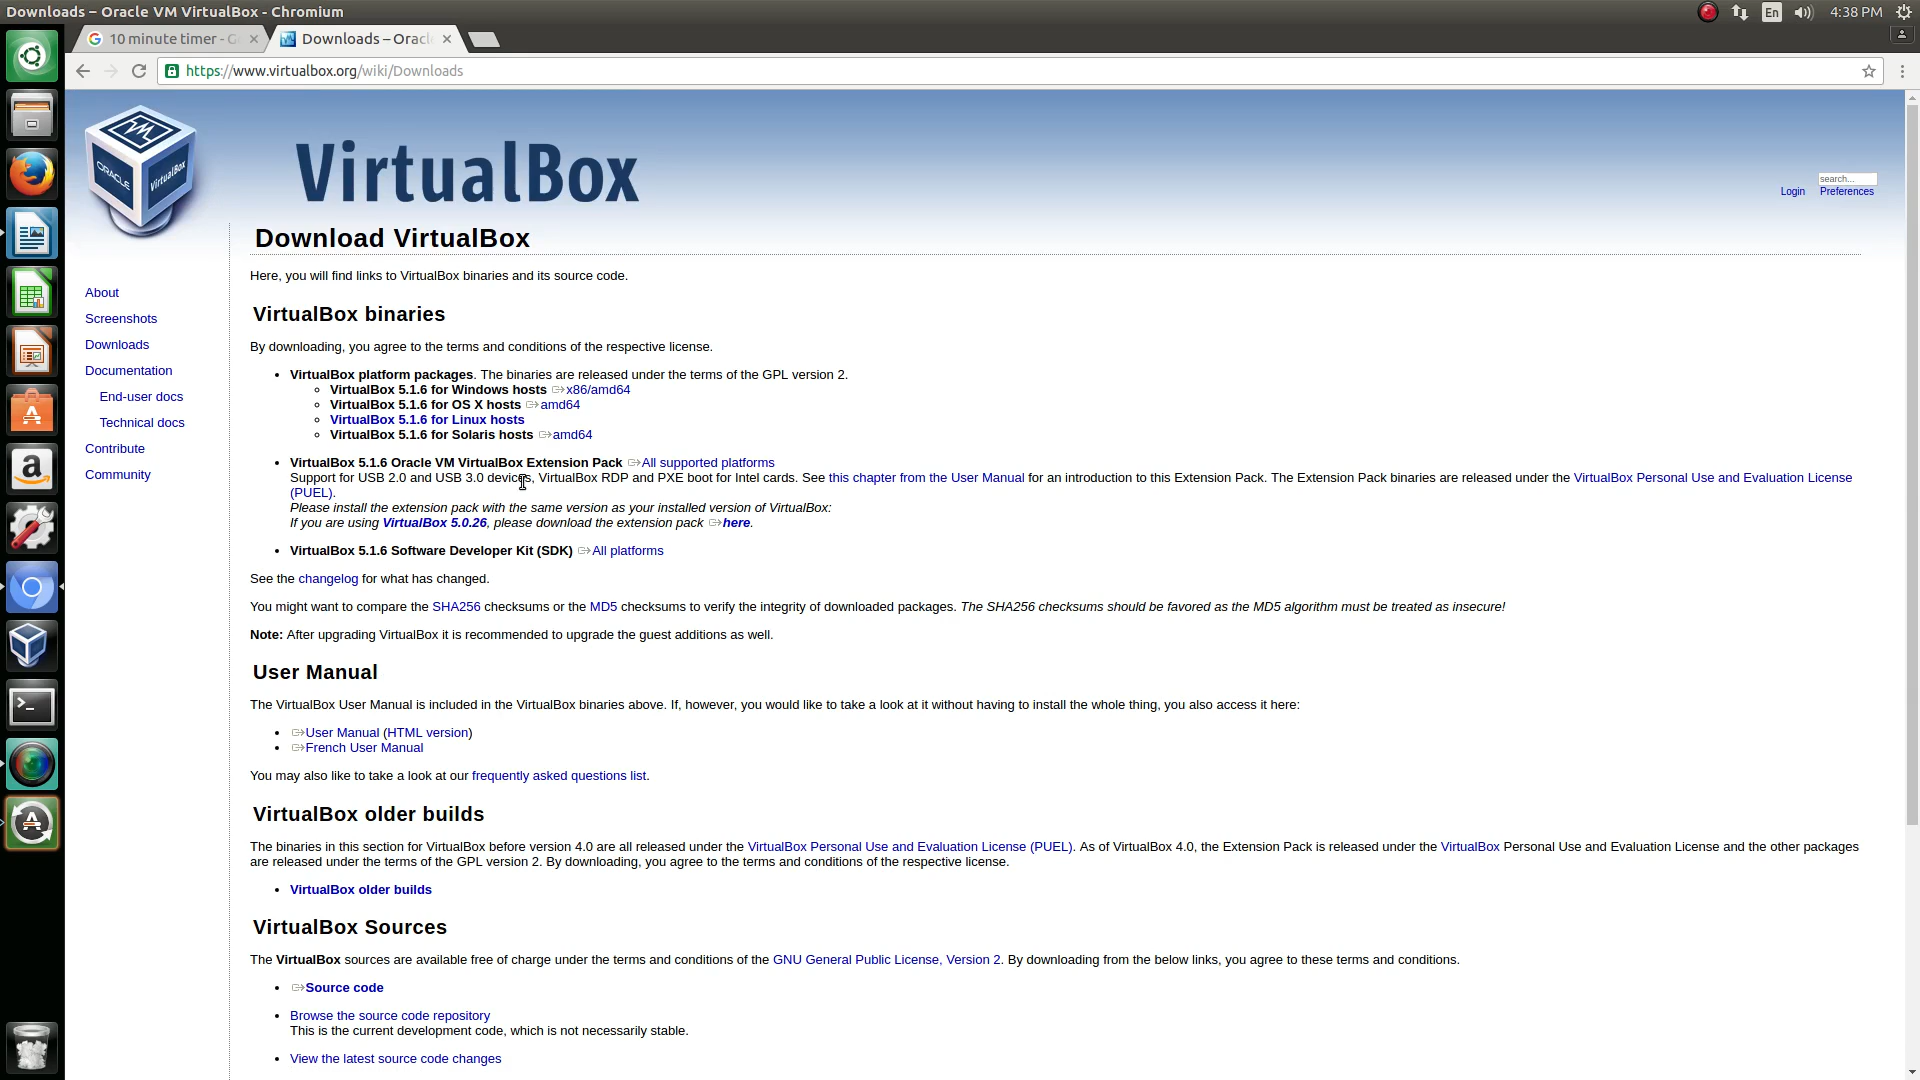 Downloads – Oracle VM VirtualBox - Chromium
En
4:38 PM
10 minute timer - G
Downloads – Oracl
https://www.virtualbox.org/wiki/Downloads
ORACLE
VirtualBox
VirtualBox
search...
Login
Preferences
Download VirtualBox
Here, you will find links to VirtualBox binaries and its source code.
About
Screenshots
Downloads
Documentation
End-user docs
Technical docs
Contribute
Community
VirtualBox binaries
By downloading, you agree to the terms and conditions of the respective license.
VirtualBox platform packages. The binaries are released under the terms of the GPL version 2.
VirtualBox 5.1.6 for Windows hosts x86/amd64
VirtualBox 5.1.6 for OS X hosts amd64
VirtualBox 5.1.6 for Linux hosts
VirtualBox 5.1.6 for Solaris hosts amd64
VirtualBox 5.1.6 Oracle VM VirtualBox Extension Pack All supported platforms
Support for USB 2.0 and USB 3.0 devices, VirtualBox RDP and PXE boot for Intel cards. See this chapter from the User Manual for an introduction to this Extension Pack. The Extension Pack binaries are released under the VirtualBox Personal Use and Evaluation License
(PUEL).
Please install the extension pack with the same version as your installed version of VirtualBox:
If you are using VirtualBox 5.0.26, please download the extension pack here.
VirtualBox 5.1.6 Software Developer Kit (SDK) All platforms
See the changelog for what has changed.
You might want to compare the SHA256 checksums or the MD5 checksums to verify the integrity of downloaded packages. The SHA256 checksums should be favored as the MD5 algorithm must be treated as insecure!
Note: After upgrading VirtualBox it is recommended to upgrade the guest additions as well.
User Manual
The VirtualBox User Manual is included in the VirtualBox binaries above. If, however, you would like to take a look at it without having to install the whole thing, you also access it here:
User Manual (HTML version)
French User Manual
You may also like to take a look at our frequently asked questions list.
VirtualBox older builds
The binaries in this section for VirtualBox before version 4.0 are all released under the VirtualBox Personal Use and Evaluation License (PUEL). As of VirtualBox 4.0, the Extension Pack is released under the VirtualBox Personal Use and Evaluation License and the other packages
are released under the terms of the GPL version 2. By downloading, you agree to the terms and conditions of the respective license.
VirtualBox older builds
VirtualBox Sources
The VirtualBox sources are available free of charge under the terms and conditions of the GNU General Public License, Version 2. By downloading from the below links, you agree to these terms and conditions.
Source code
Browse the source code repository
This is the current development code, which is not necessarily stable.
View the latest source code changes